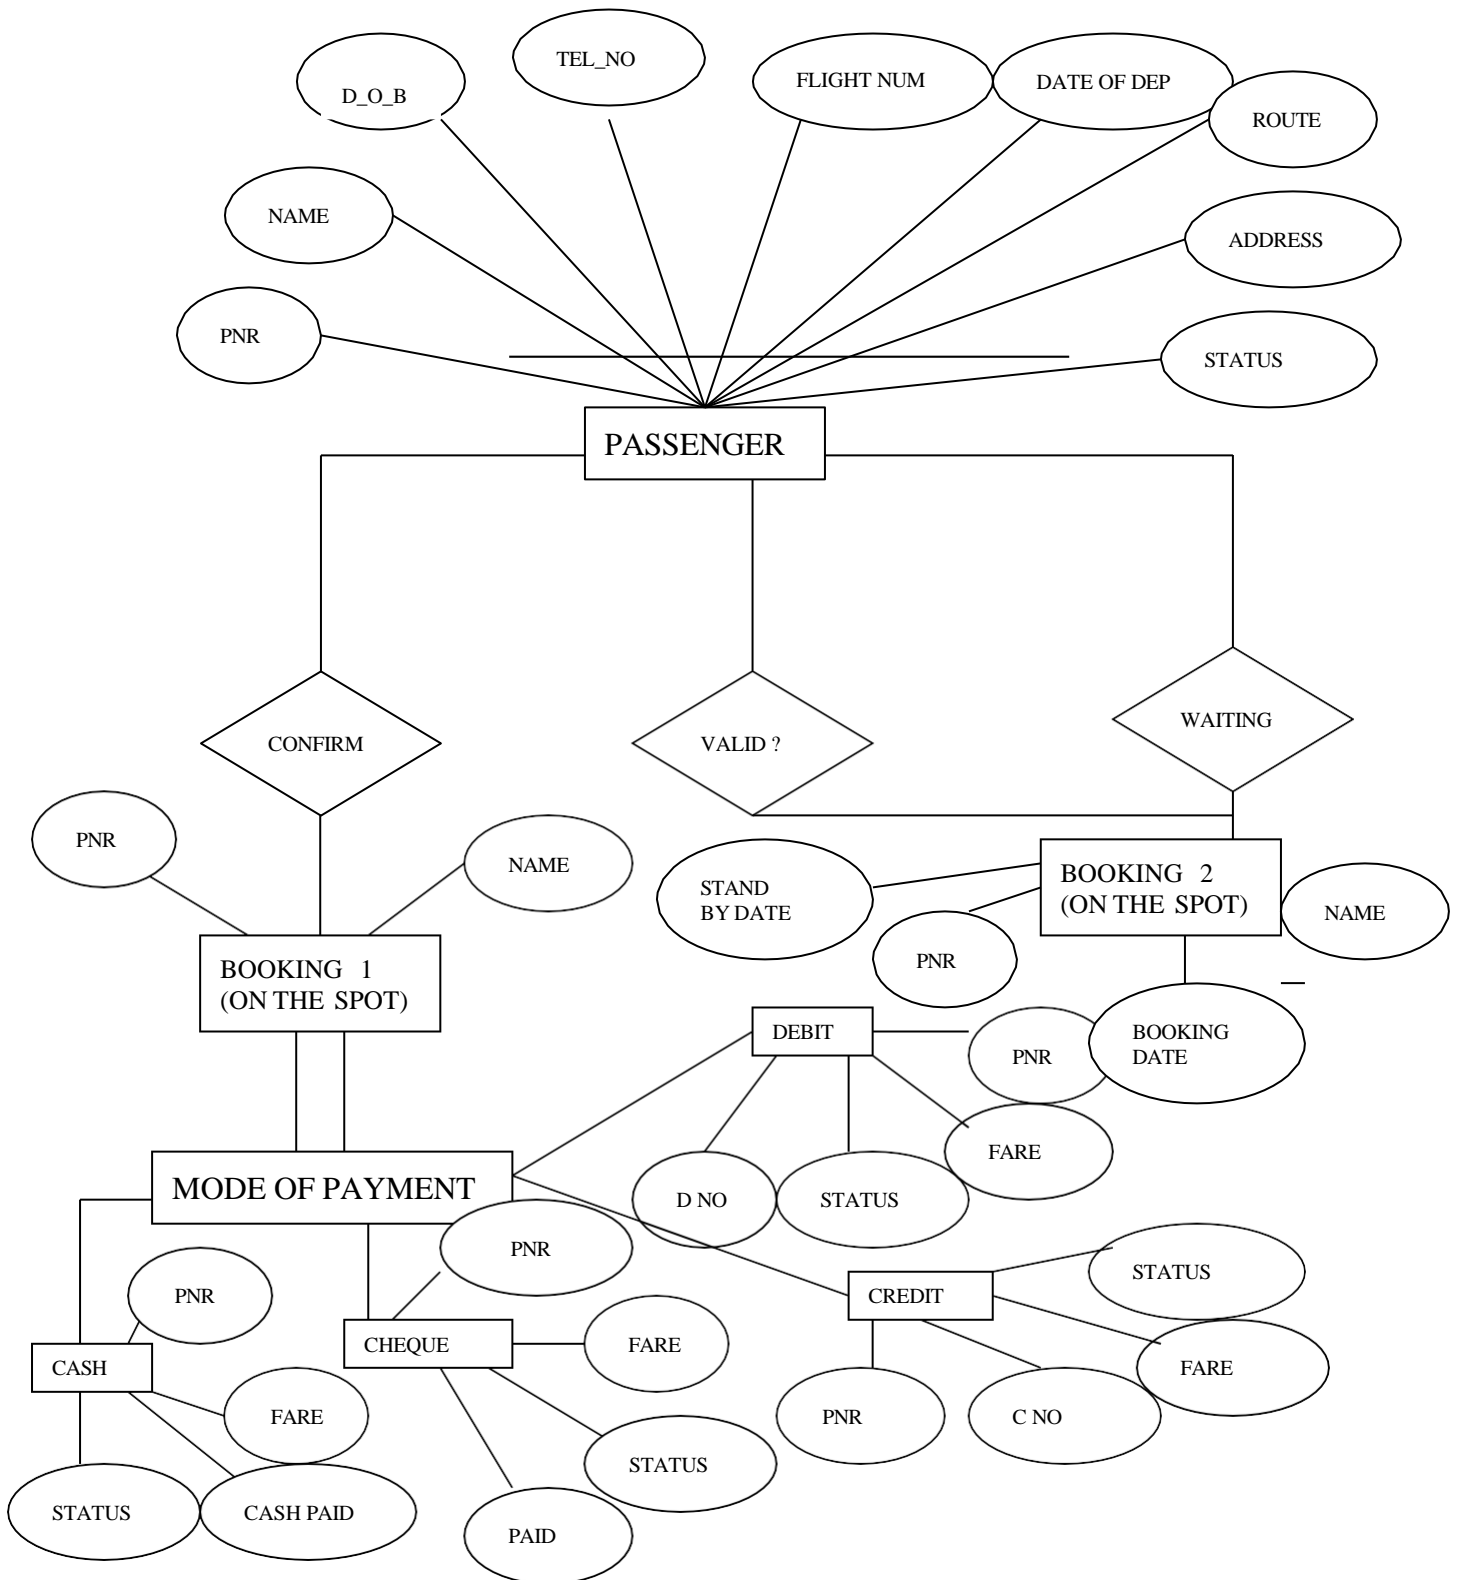 TEL_NO
FLIGHT NUM
DATE OF DEP
D_O_B
ROUTE
NAME
ADDRESS
PNR
STATUS
PASSENGER
CONFIRM
VALID ?
WAITING
PNR
NAME
STAND
BY DATE
BOOKING 2
(ON THE SPOT)
NAME
PNR
BOOKING 1
(ON THE SPOT)
DEBIT
PNR
BOOKING
DATE
FARE
MODE OF PAYMENT
D NO
STATUS
PNR
STATUS
PNR
CREDIT
CHEQUE
FARE
CASH
FARE
FARE
PNR
C NO
STATUS
STATUS
CASH PAID
PAID